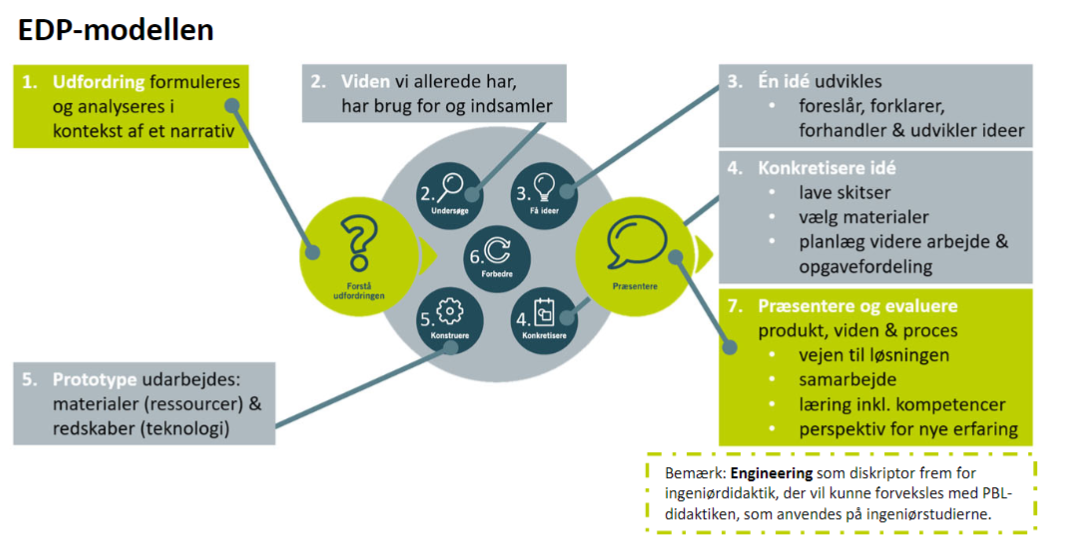 EDP-modellen
1. Udfordring formuleres
og analyseres i
kontekst af et narrativ
2. Viden vi allerede har,
har brug for og indsamler
3. Én idé udvikles
• foreslår, forklarer,
forhandler & udvikler ideer
4. Konkretisere idé
• lave skitser
• vælg materialer
• planlæg videre arbejde &
opgavefordeling
7. Præsentere og evaluere
produkt, viden & proces
• vejen til løsningen
• samarbejde
• læring inkl. kompetencer
• perspektiv for nye erfaring
?
Forstå
udfordringen
2.
Undersøge
3.
Få ideer
6.
Forbedre
5.
Konstruere
4.
Konkretisere
Præsentere
5. Prototype udarbejdes:
materialer (ressourcer) &
redskaber (teknologi)
Bemærk: Engineering som diskriptor frem for
ingeniørdidaktik, der vil kunne forveksles med PBL-
didaktiken, som anvendes på ingeniørstudierne.